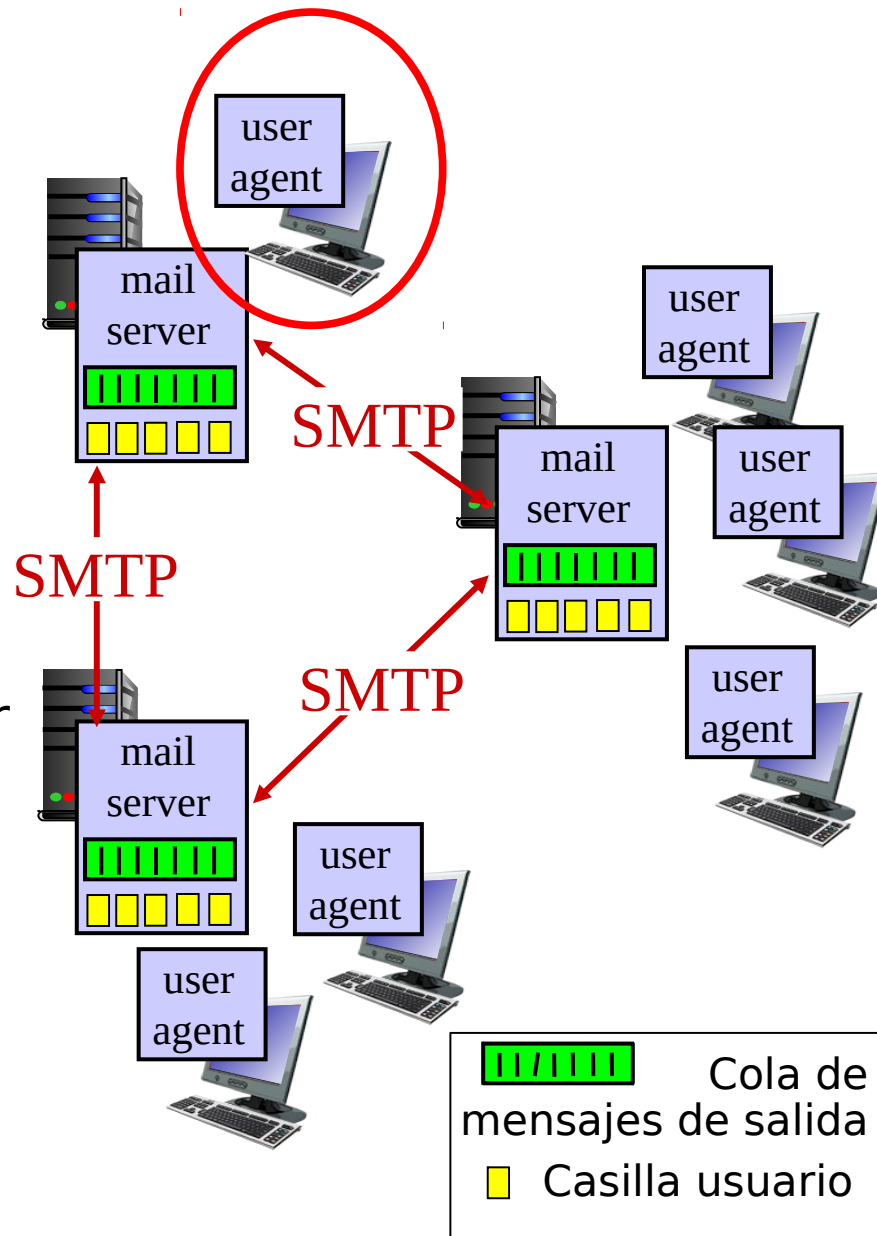 user
agent
mail
server
user
agent
SMTP
mail
server
user
agent
SMTP
SMTP
user
agent
r
mail
server
user
agent
user
agent
Cola de
mensajes de salida
Casilla usuario